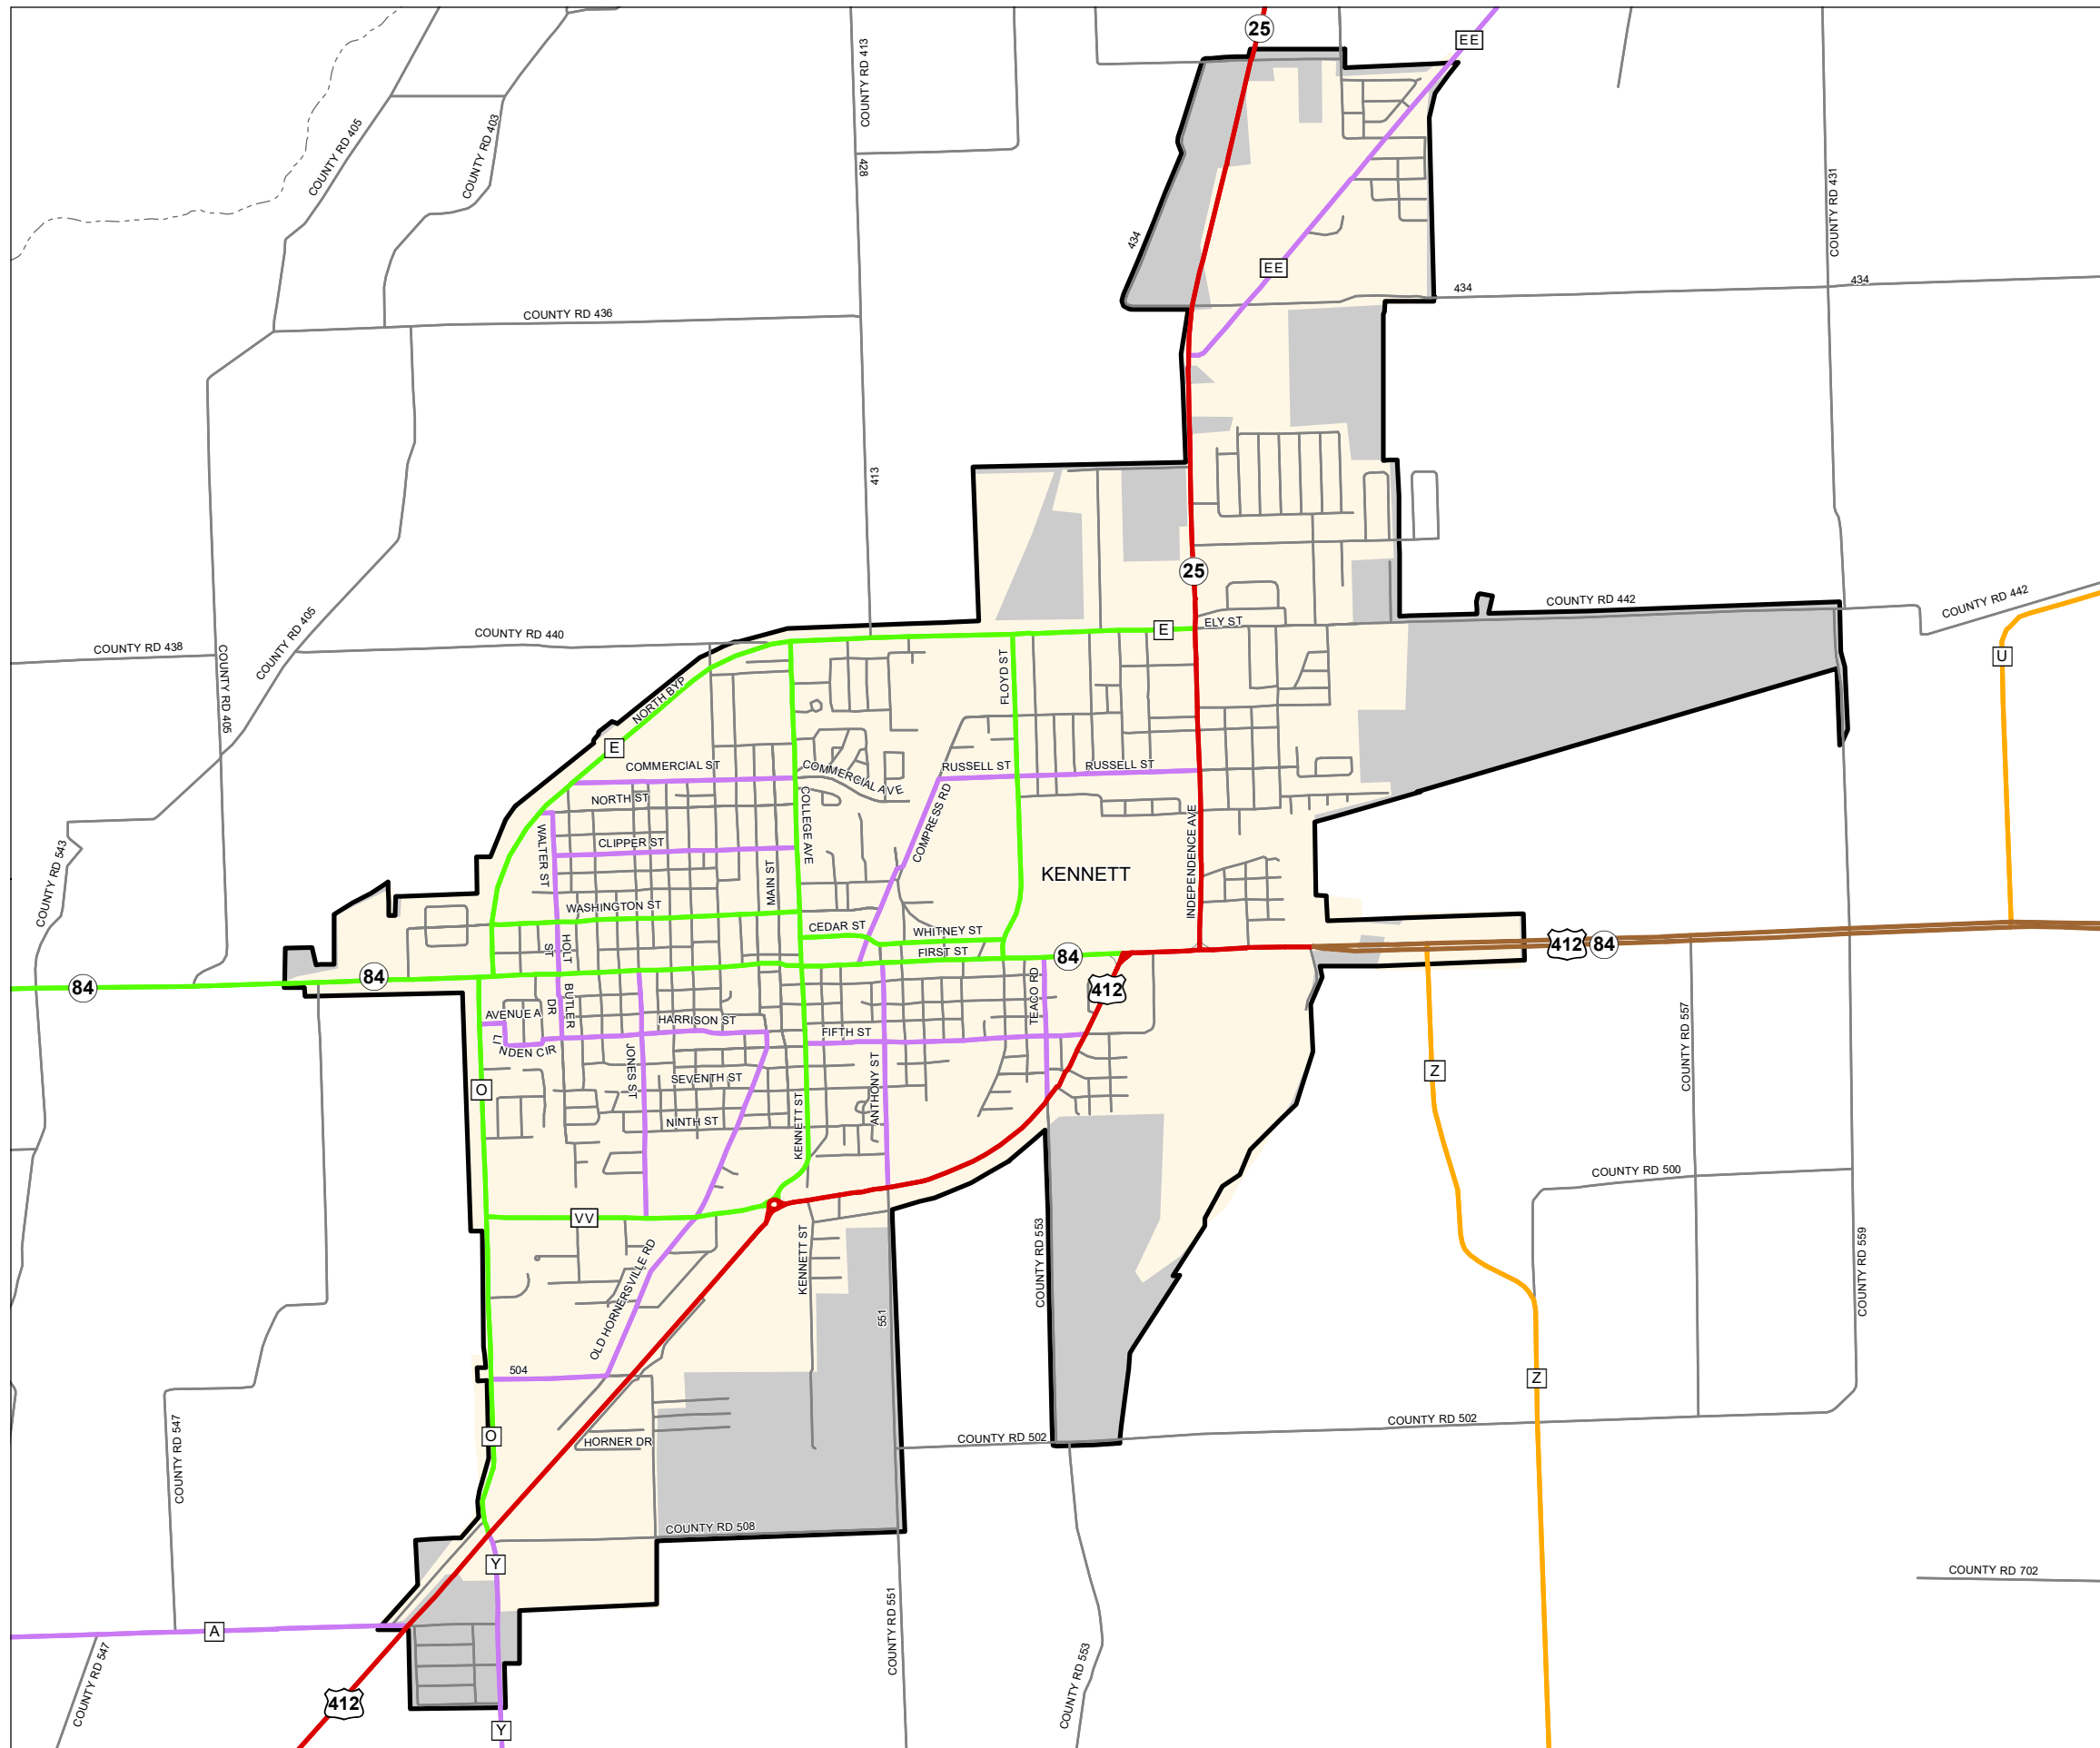 25
EE
COUNTY RD 413
COUNTY RD 405
COUNTY RD 403
428
COUNTY RD 431
434
EE
434
434
COUNTY RD 436
413
25
COUNTY RD 442
COUNTY RD 442
COUNTY RD 405
ELY ST
E
COUNTY RD 440
COUNTY RD 438
COUNTY RD 405
U
FLOYD ST
NORTH BYP
E
COMMERCIAL ST
COMMERCIAL AVE
RUSSELL ST
RUSSELL ST
NORTH ST
COLLEGE AVE
COMPRESS RD
CLIPPER ST
WALTER ST
MAIN ST
INDEPENDENCE AVE
KENNETT
COUNTY RD 543
WASHINGTON ST
CEDAR ST
WHITNEY ST
FIRST ST
HOLT
ST
84
84
84
412
84
412
TEACO RD
BUTLER
DR
AVENUE A
HARRISON ST
FIFTH ST
LINDEN CIR
JONES ST
SEVENTH ST
ANTHONY ST
NINTH ST
KENNETT ST
O
Z
COUNTY RD 557
COUNTY RD 500
VV
KENNETT ST
OLD HORNERSVILLE RD
551
COUNTY RD 553
COUNTY RD 559
504
Z
O
HORNER DR
COUNTY RD 502
COUNTY RD 502
COUNTY RD 547
COUNTY RD 508
Y
COUNTY RD 702
A
COUNTY RD 551
COUNTY RD 547
COUNTY RD 553
412
Y